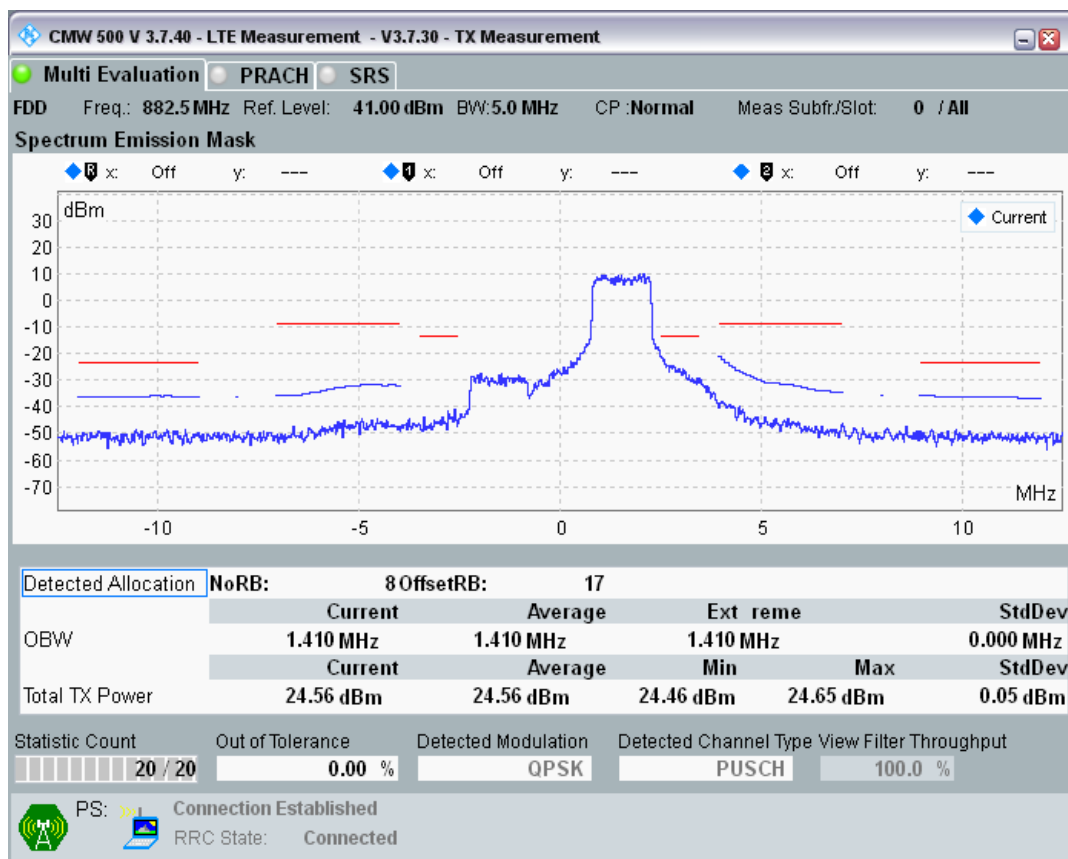 CMW 500 V 3.7.40 - LTE Measurement - V3.7.30 - TX Measurement
Multi Evaluation PRACH SRS
FDD Freq.: 882.5 MHz Ref. Level: 41.00 dBm BW:5.0 MHz CP :Normal Meas Subfr./Slot: 0 / All
Spectrum Emission Mask
R x: Off y: --- 1 x: Off y: --- 2 x: Off y: ---
dBm
Current
30
20
10
0
-10
-20
-30
-40
-50
-60
-70
MHz
-10 -5 0 5 10
Detected Allocation NoRB: 8 OffsetRB: 17
Current Average Ext reme StdDev
OBW 1.410 MHz 1.410 MHz 1.410 MHz 0.000 MHz
Current Average Min Max StdDev
Total TX Power 24.56 dBm 24.56 dBm 24.46 dBm 24.65 dBm 0.05 dBm
Statistic Count Out of Tolerance Detected Modulation Detected Channel Type View Filter Throughput
20 / 20 0.00 % QPSK PUSCH 100.0 %
PS: Connection Established
RRC State: Connected